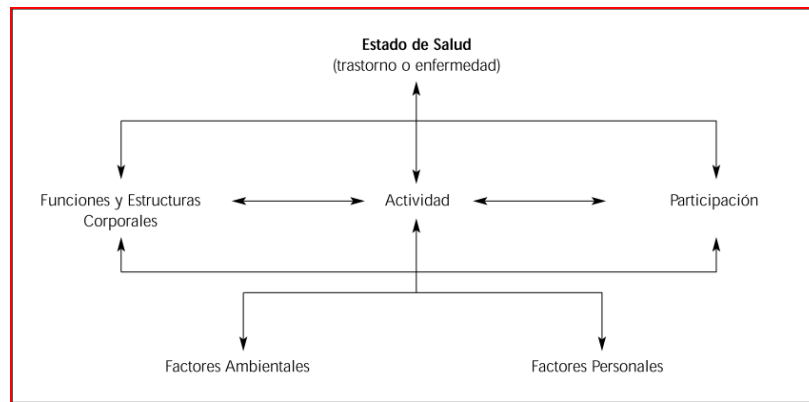 Estado de Salud
(trastorno o enfermedad)
Funciones y Estructuras
Corporales
Actividad
Participación
Factores Ambientales
Factores Personales